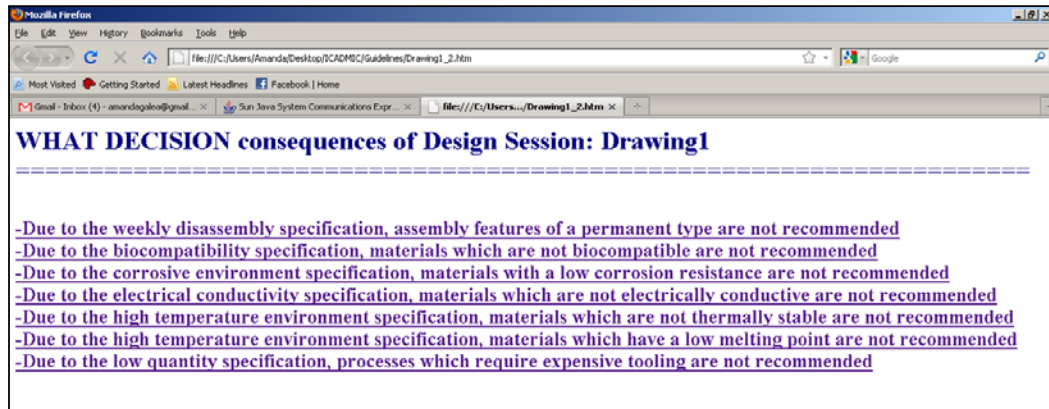 Mozilla Firefox
File Edit View History Bookmarks Tools Help
file:///C:/Users/Amanda/Desktop/ICADMIC/Guidelines/Drawing1_2.htm
Google
Most Visited Getting Started Latest Headlines Facebook | Home
Gmail - Inbox (4) - amandagalea@gmail... Sun Java System Communications Expr... file:///C:/Users.../Drawing1_2.htm
WHAT DECISION consequences of Design Session: Drawing1
======================================================================
-Due to the weekly disassembly specification, assembly features of a permanent type are not recommended
-Due to the biocompatibility specification, materials which are not biocompatible are not recommended
-Due to the corrosive environment specification, materials with a low corrosion resistance are not recommended
-Due to the electrical conductivity specification, materials which are not electrically conductive are not recommended
-Due to the high temperature environment specification, materials which are not thermally stable are not recommended
-Due to the high temperature environment specification, materials which have a low melting point are not recommended
-Due to the low quantity specification, processes which require expensive tooling are not recommended